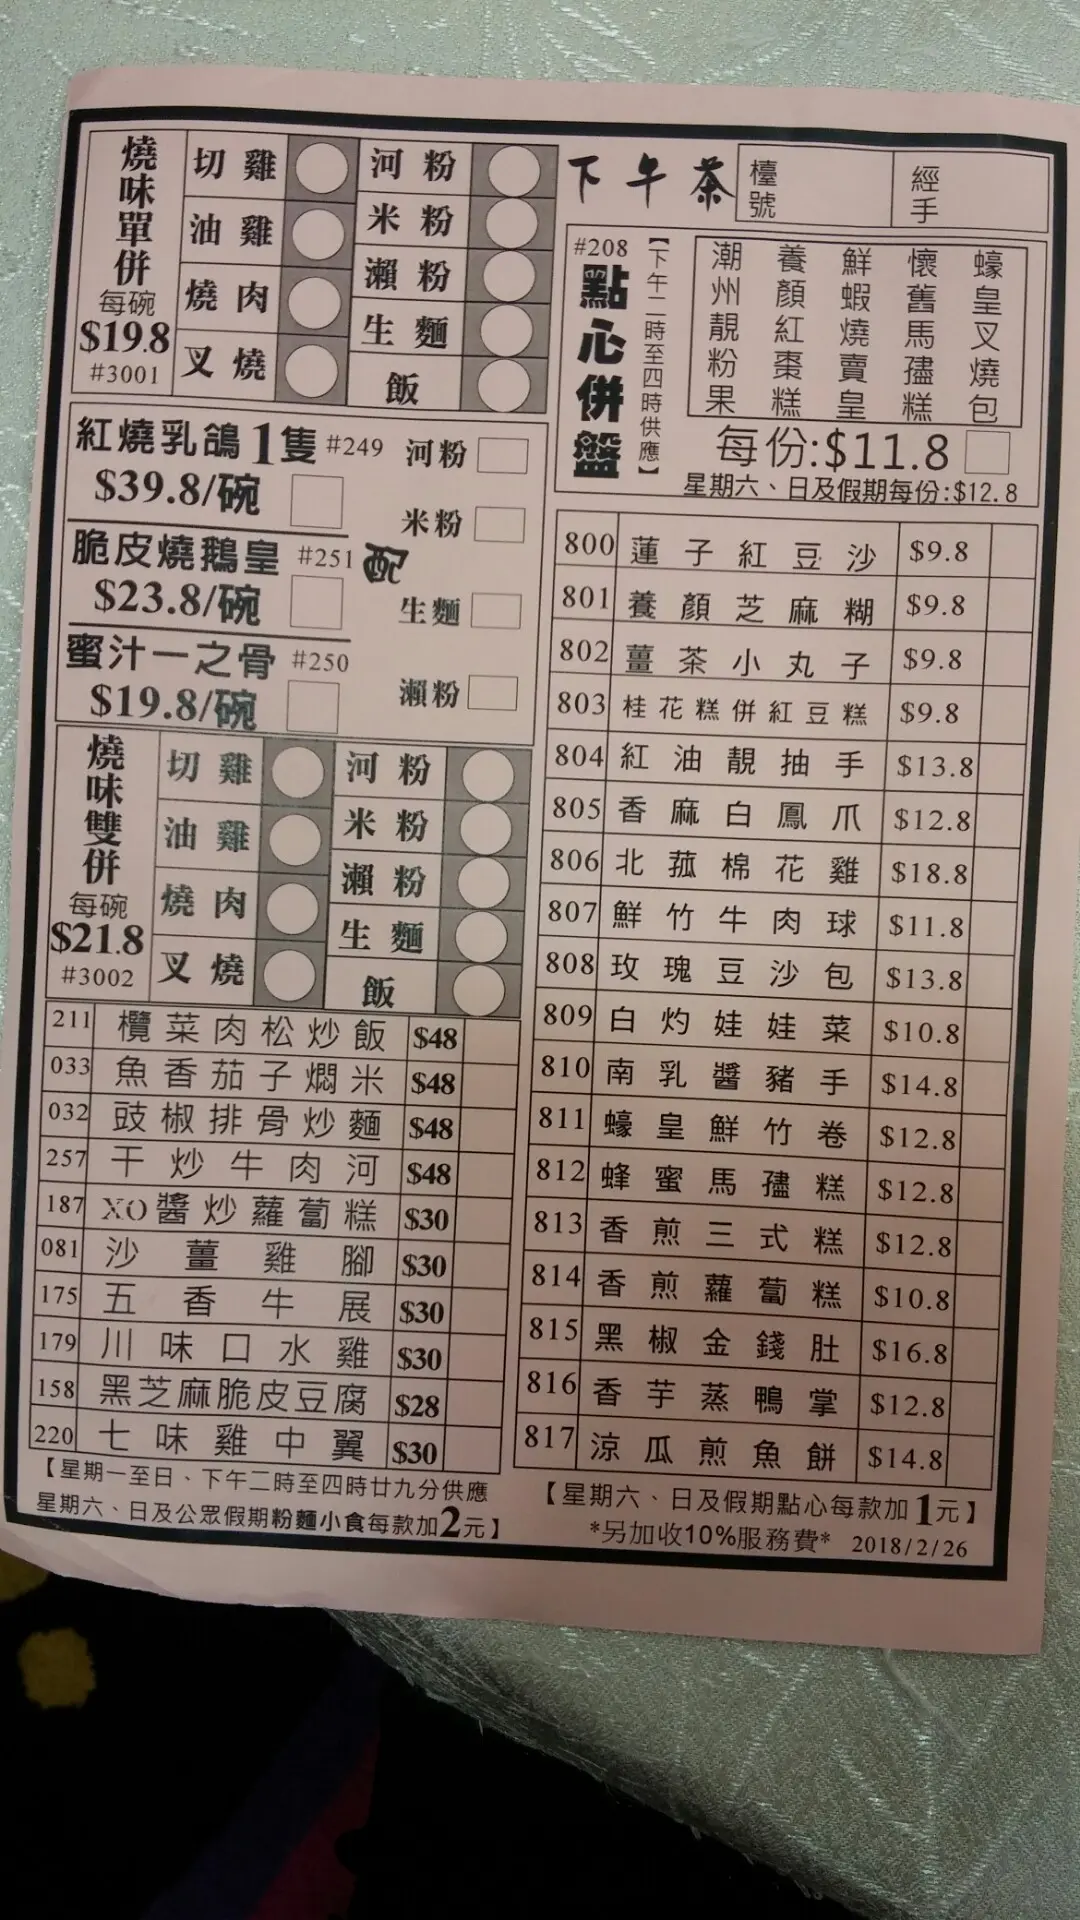 下午茶
檯號
經手
燒味單併
每碗
$19.8
#3001
切雞
油雞
燒肉
叉燒
河粉
米粉
瀨粉
生麵
飯
紅燒乳鴿1隻 #249
$39.8/碗
脆皮燒鵝皇 #251
$23.8/碗
蜜汁一之骨 #250
$19.8/碗
配
河粉
米粉
生麵
瀨粉
燒味雙併
每碗
$21.8
#3002
切雞
油雞
燒肉
叉燒
河粉
米粉
瀨粉
生麵
飯
211 欖菜肉松炒飯 $48
033 魚香茄子燜米 $48
032 豉椒排骨炒麵 $48
257 干炒牛肉河 $48
187 XO醬炒蘿蔔糕 $30
081 沙薑雞腳 $30
175 五香牛展 $30
179 川味口水雞 $30
158 黑芝麻脆皮豆腐 $28
220 七味雞中翼 $30
【星期一至日、下午二時至四時廿九分供應
星期六、日及公眾假期粉麵小食每款加2元】
#208
點心併盤
【下午二時至四時供應】
潮州靚粉果
養顏紅棗糕
鮮蝦燒賣皇
懷舊馬孻糕
蠔皇叉燒包
每份:$11.8
星期六、日及假期每份:$12.8
800 蓮子紅豆沙 $9.8
801 養顏芝麻糊 $9.8
802 薑茶小丸子 $9.8
803 桂花糕併紅豆糕 $9.8
804 紅油靚抽手 $13.8
805 香麻白鳳爪 $12.8
806 北菰棉花雞 $18.8
807 鮮竹牛肉球 $11.8
808 玫瑰豆沙包 $13.8
809 白灼娃娃菜 $10.8
810 南乳醬豬手 $14.8
811 蠔皇鮮竹卷 $12.8
812 蜂蜜馬孻糕 $12.8
813 香煎三式糕 $12.8
814 香煎蘿蔔糕 $10.8
815 黑椒金錢肚 $16.8
816 香芋蒸鴨掌 $12.8
817 涼瓜煎魚餅 $14.8
【星期六、日及假期點心每款加1元】
*另加收10%服務費* 2018/2/26